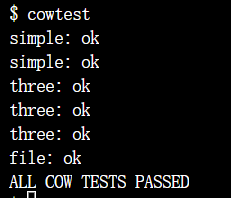 $ cowtest
simple: ok
simple: ok
three: ok
three: ok
three: ok
file: ok
ALL COW TESTS PASSED
$